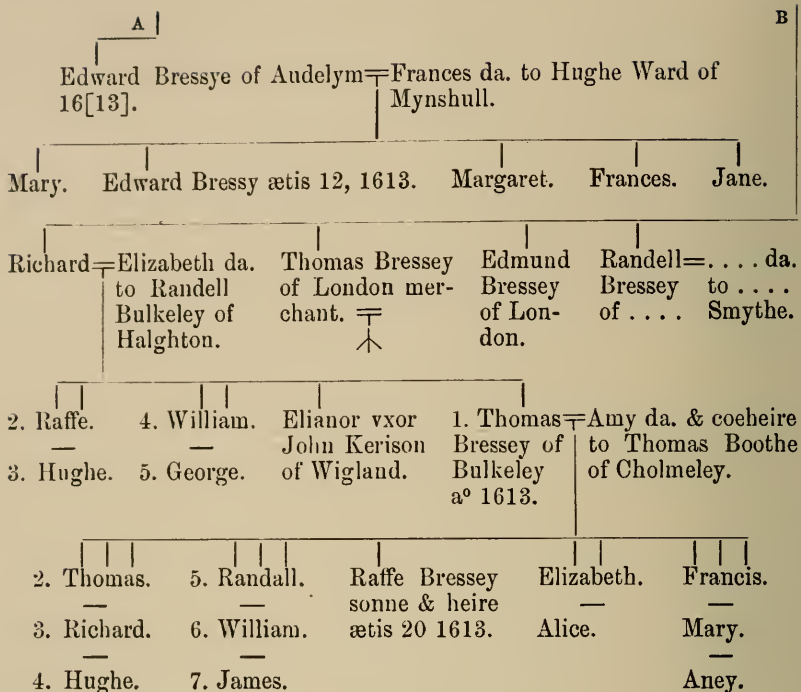 A B
Edward Bressye of Audelym Frances da. to Hughe Ward of
16[13]. Mynshull.
Mary. Edward Bressy ætis 12, 1613. Margaret. Frances. Jane.
Richard Elizabeth da. Thomas Bressey Edmund Randell=.... da.
to Randell of London mer- Bressey Bressey to ....
Bulkeley of chant. of Lon- of .... Smythe.
Halghton. don.
2. Raffe. 4. William. Elianor vxor 1. Thomas Amy da. & coeheire
John Kerison Bressey of to Thomas Boothe
3. Hughe. 5. George. of Wigland. Bulkeley of Cholmeley.
aº 1613.
2. Thomas. 5. Randall. Raffe Bressey Elizabeth. Francis.
sonne & heire
3. Richard. 6. William. ætis 20 1613. Alice. Mary.
4. Hughe. 7. James. Aney.